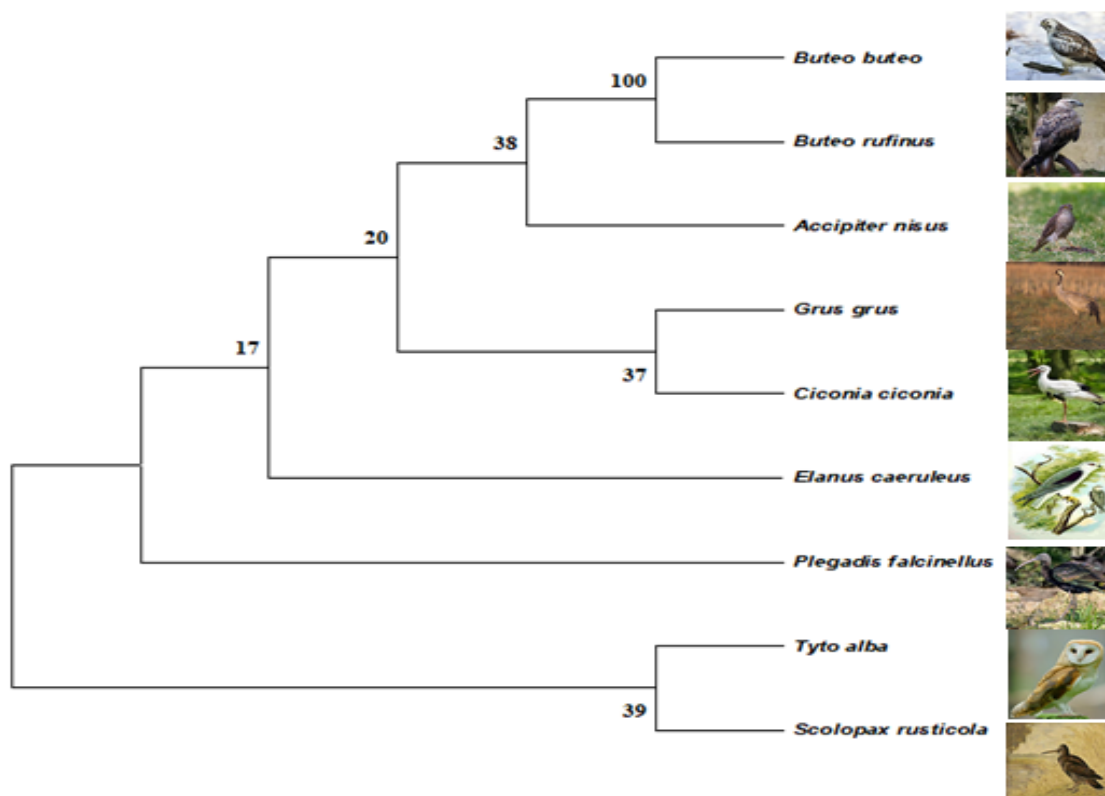 Buteo buteo
100
Buteo rufinus
38
Accipiter nisus
20
Grus grus
17
37
Ciconia ciconia
Elanus caeruleus
Plegadis falcinellus
Tyto alba
39
Scolopax rusticola